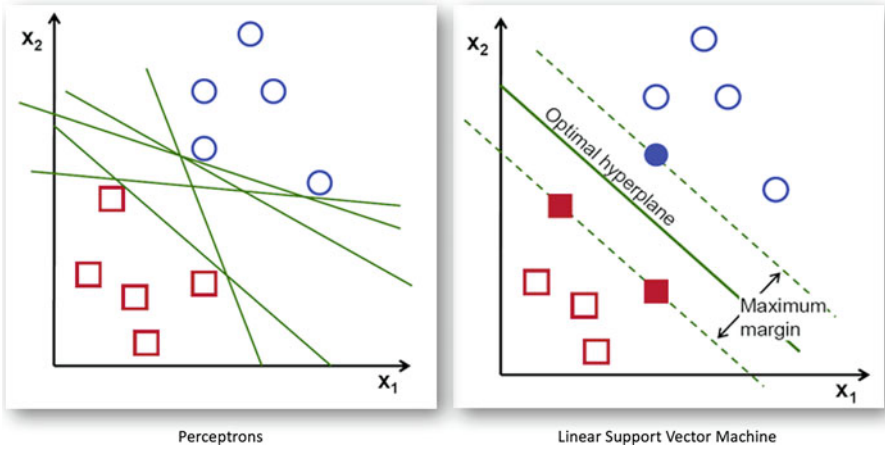 X₂
X₁
Perceptrons
X₂
Optimal hyperplane
Maximum
margin
X₁
Linear Support Vector Machine